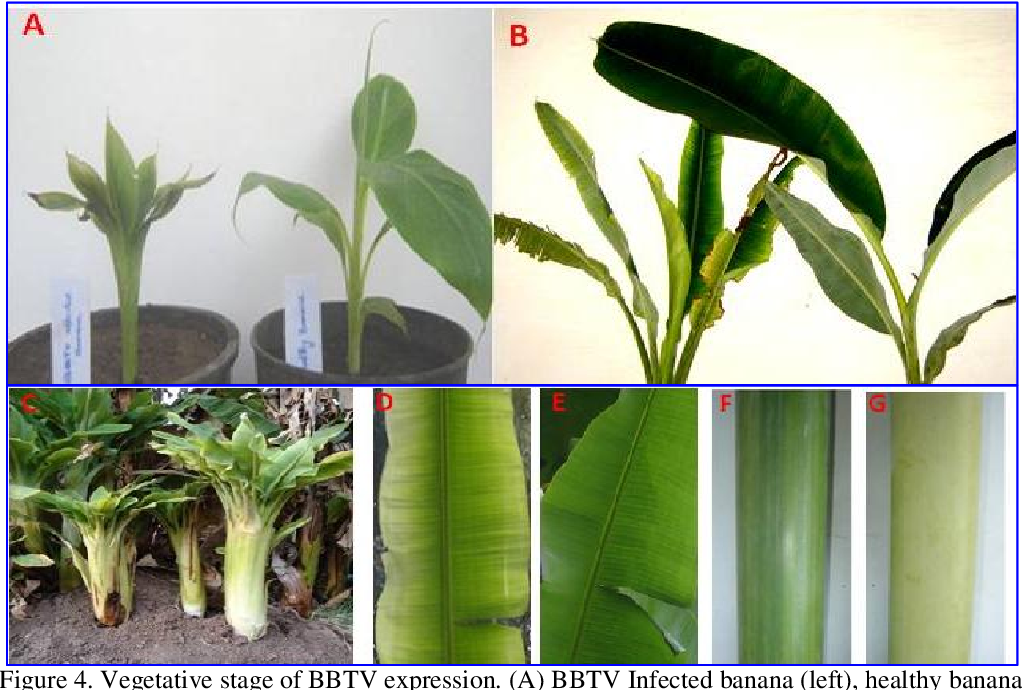 A
B
C
D
E
F
G
Figure 4. Vegetative stage of BBTV expression. (A) BBTV Infected banana (left), healthy banana